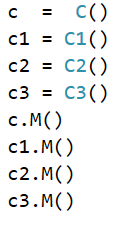 c  =  C()
c1 = C1()
c2 = C2()
c3 = C3()
c.M()
c1.M()
c2.M()
c3.M()